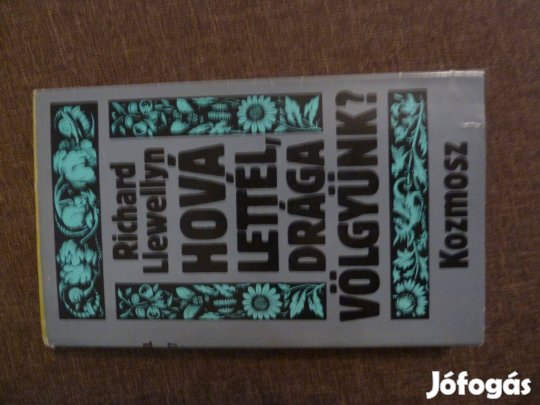 Richard
Llewellyn
HOVÁ
LETTÉL,
DRÁGA
VÖLGYÜNK?
Kozmosz
Jófogás